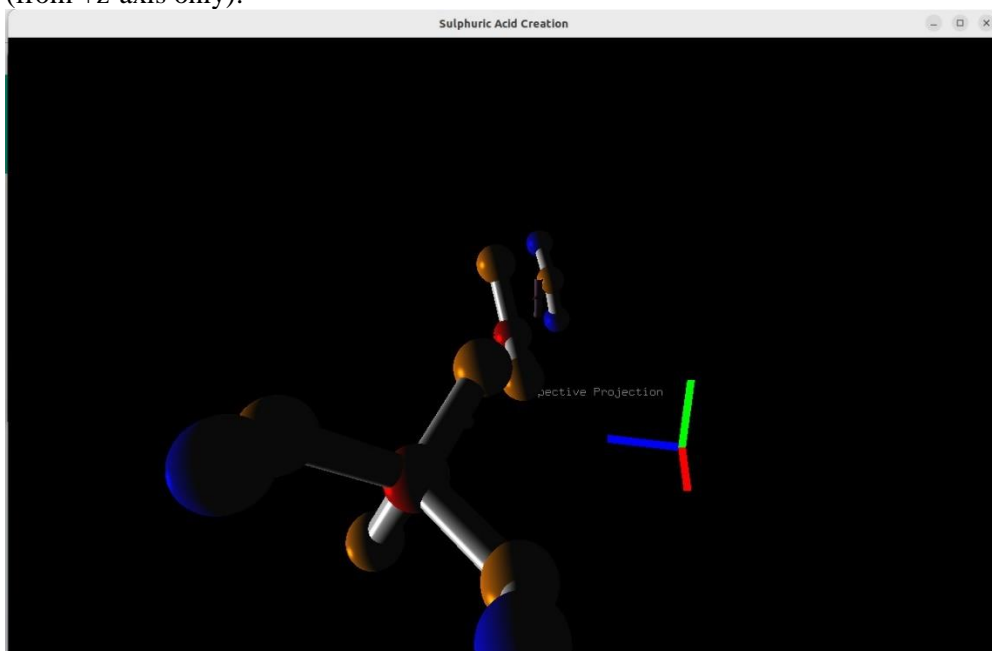 (from +z-axis only).
Sulphuric Acid Creation
pective Projection